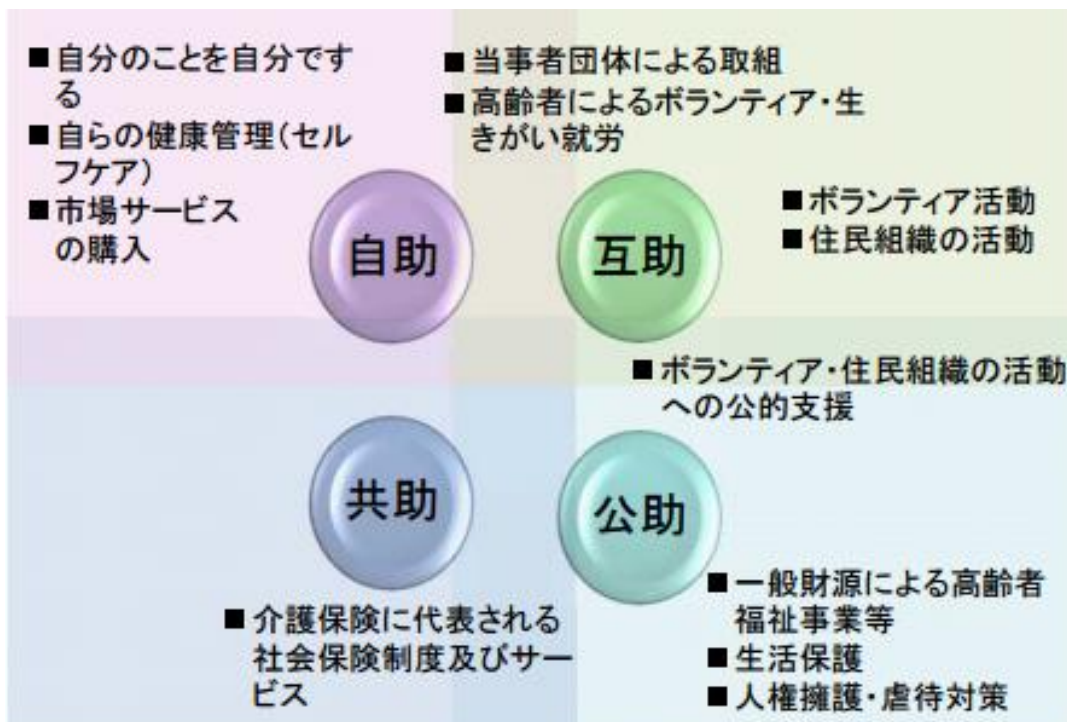 ■自分のことを自分です
る
■自らの健康管理(セル
フケア)
■市場サービス
の購入
■当事者団体による取組
■高齢者によるボランティア・生
きがい就労
■ボランティア活動
■住民組織の活動
自助
互助
■ボランティア・住民組織の活動
への公的支援
共助
公助
■介護保険に代表される
社会保険制度及びサー
ビス
■一般財源による高齢者
福祉事業等
■生活保護
■人権擁護・虐待対策